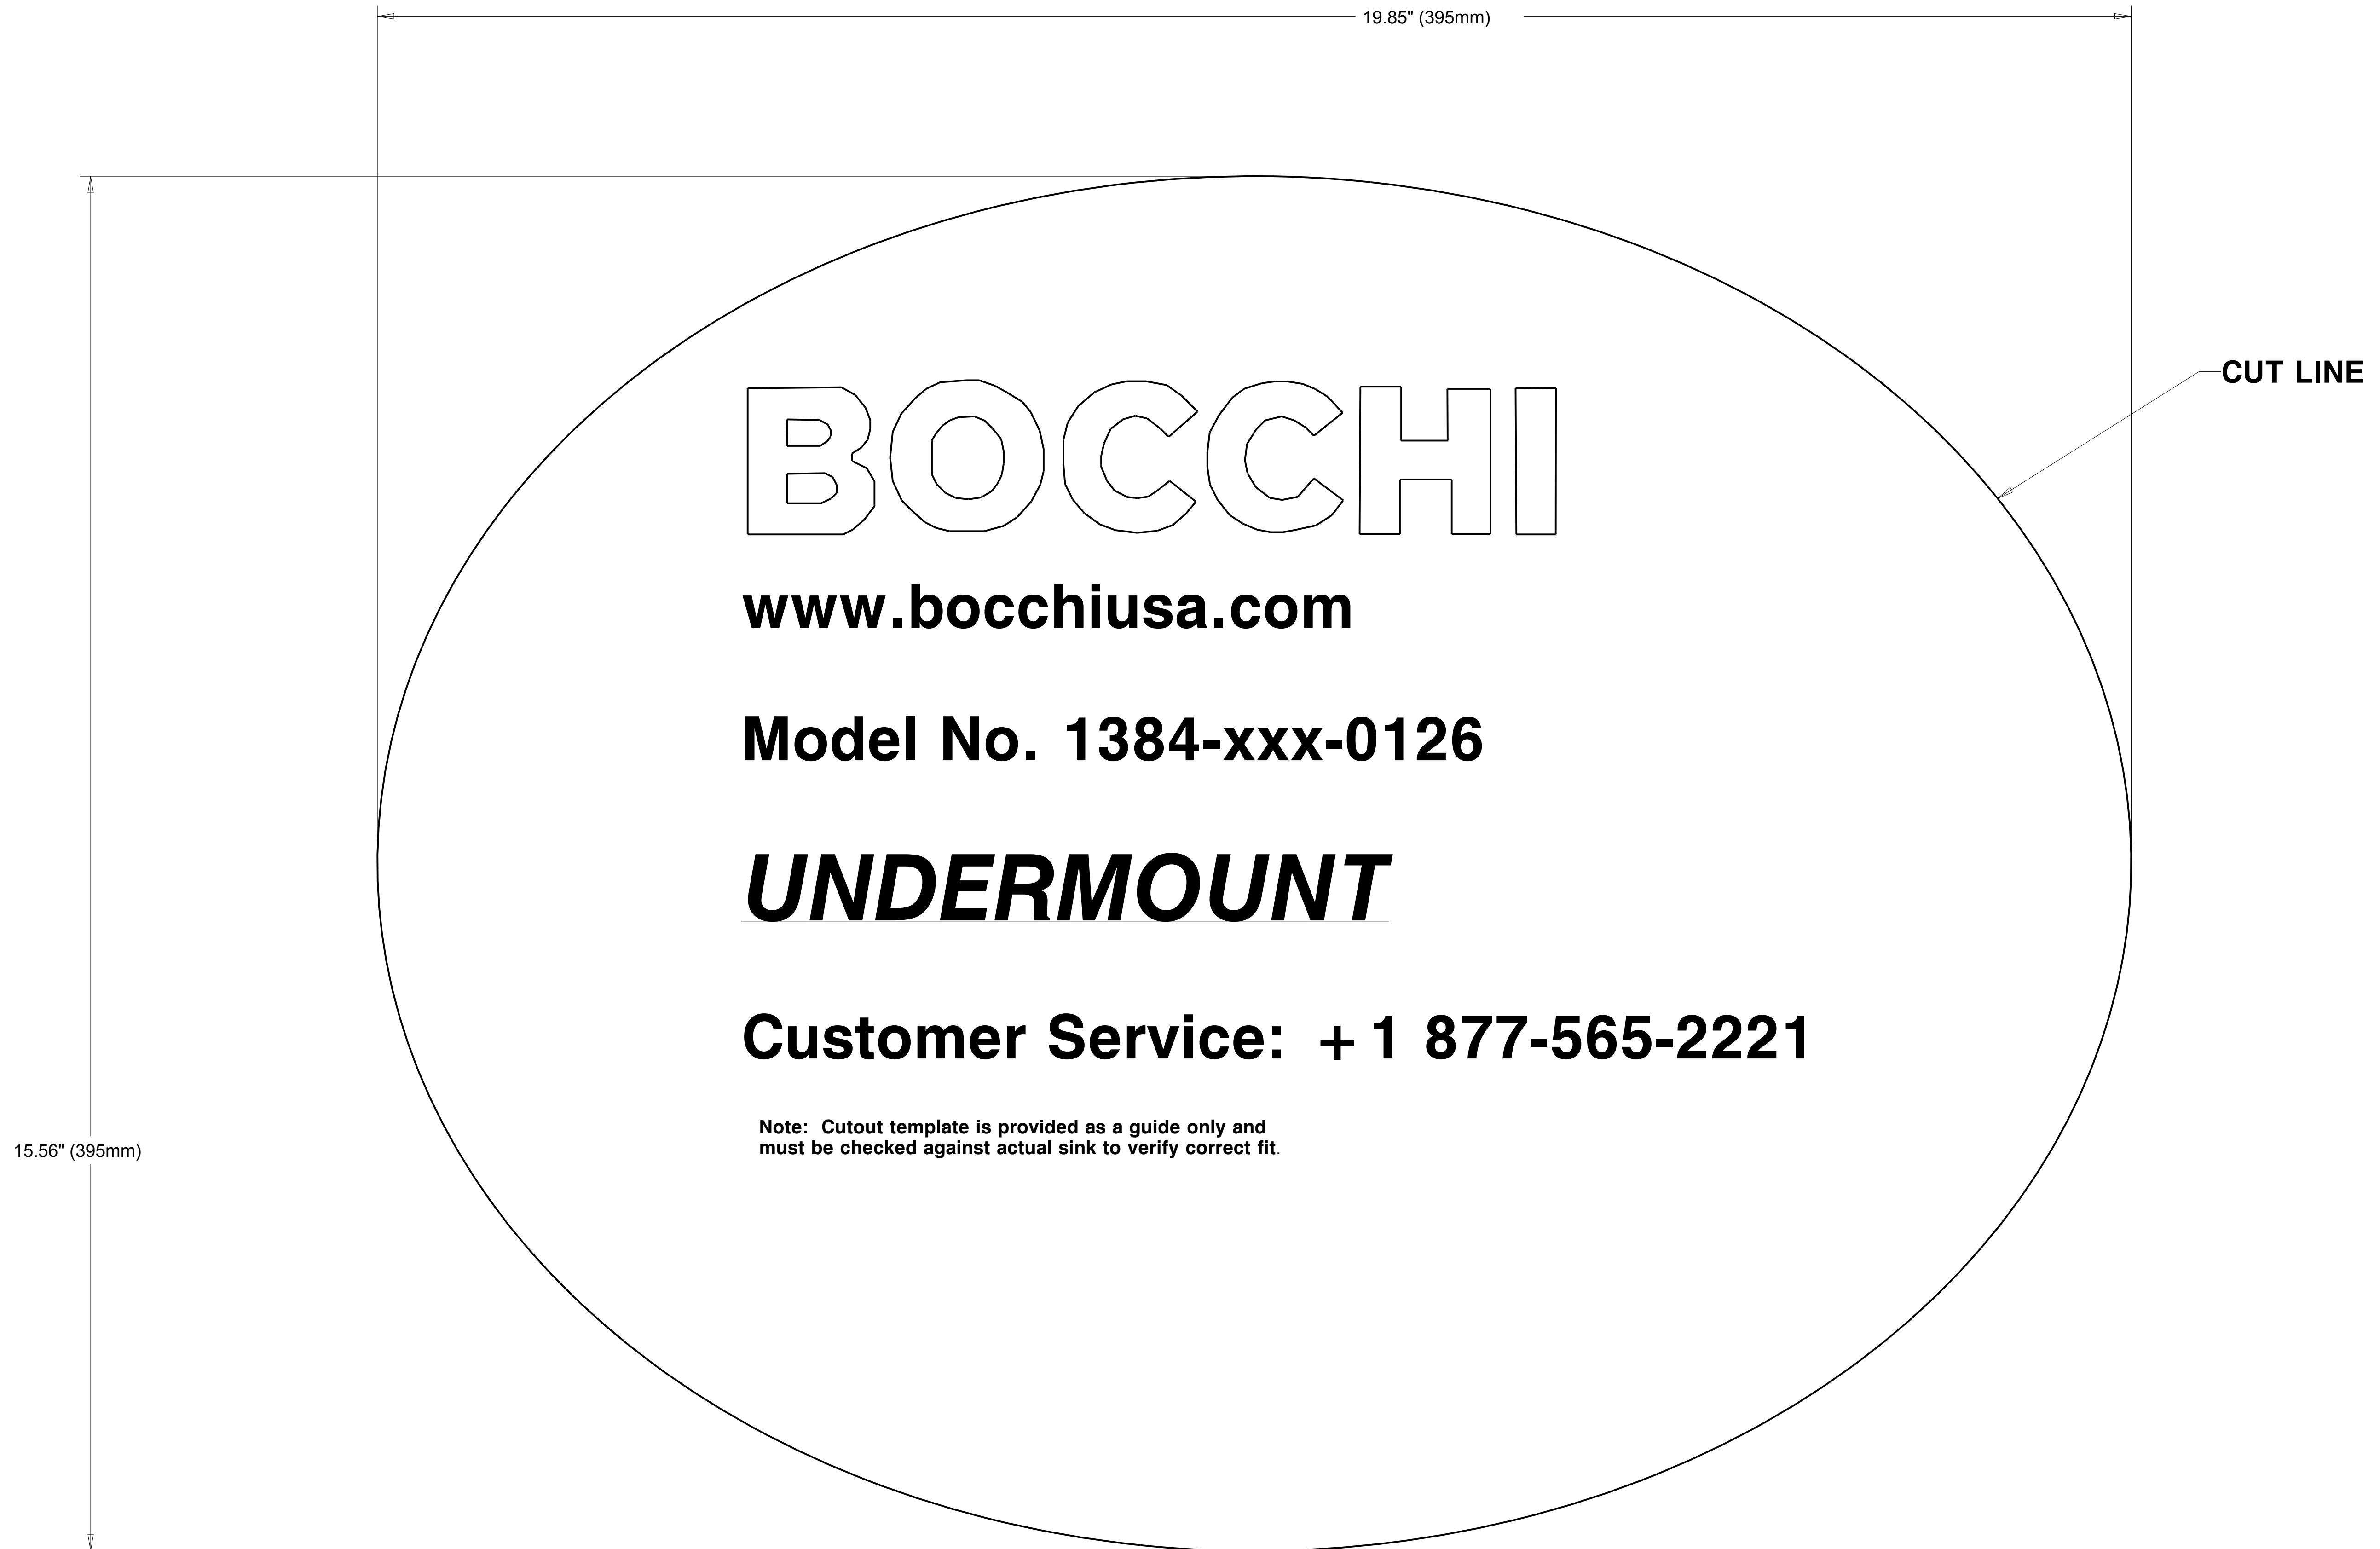 19.85" (395mm)
CUT LINE
BOCCHI
www.bocchiusa.com
Model No. 1384-xxx-0126
UNDERMOUNT
Customer Service: +1 877-565-2221
Note: Cutout template is provided as a guide only and
must be checked against actual sink to verify correct fit.
15.56" (395mm)